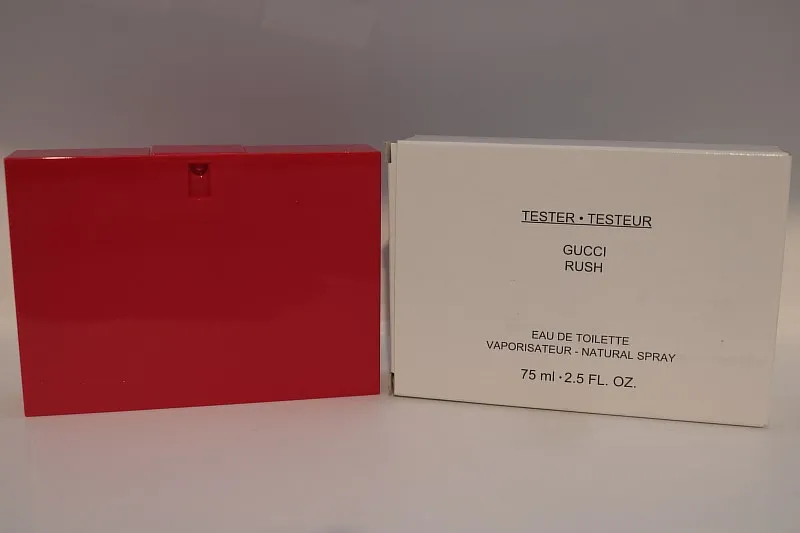 TESTER • TESTEUR
GUCCI
RUSH
EAU DE TOILETTE
VAPORISATEUR - NATURAL SPRAY
75 ml · 2.5 FL. OZ.